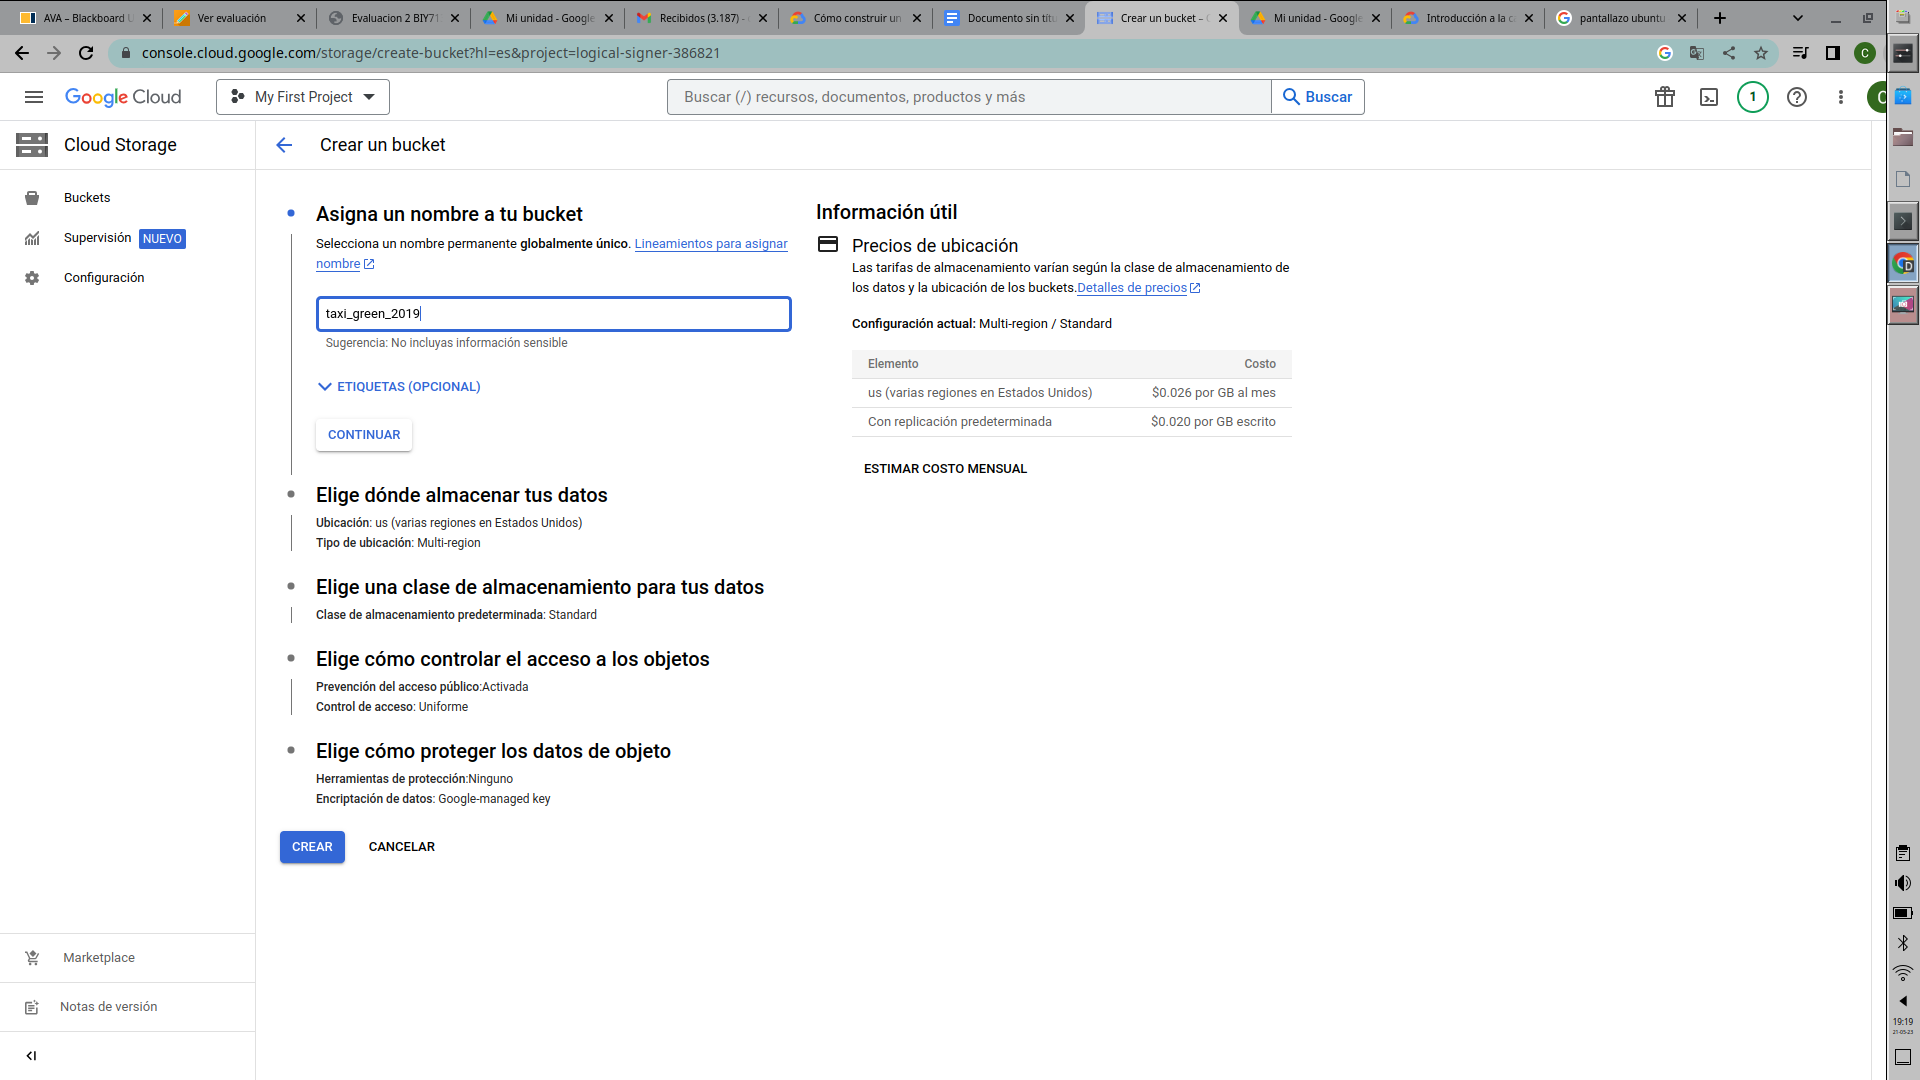 AVA – Blackboard U
Ver evaluación
Evaluacion 2 BIY71
Mi unidad - Google
Recibidos (3.187) -
Cómo construir un
Documento sin títu
Crear un bucket – C
Mi unidad - Google
Introducción a la c
pantallazo ubuntu
console.cloud.google.com/storage/create-bucket?hl=es&project=logical-signer-386821
C
Google Cloud
My First Project
Buscar (/) recursos, documentos, productos y más
Buscar
1
C
Cloud Storage
Crear un bucket
Buckets
Supervisión NUEVO
Configuración
Asigna un nombre a tu bucket
Selecciona un nombre permanente globalmente único. Lineamientos para asignar
nombre
taxi_green_2019
Sugerencia: No incluyas información sensible
ETIQUETAS (OPCIONAL)
CONTINUAR
Elige dónde almacenar tus datos
Ubicación: us (varias regiones en Estados Unidos)
Tipo de ubicación: Multi-region
Elige una clase de almacenamiento para tus datos
Clase de almacenamiento predeterminada: Standard
Elige cómo controlar el acceso a los objetos
Prevención del acceso público:Activada
Control de acceso: Uniforme
Elige cómo proteger los datos de objeto
Herramientas de protección:Ninguno
Encriptación de datos: Google-managed key
CREAR
CANCELAR
Información útil
Precios de ubicación
Las tarifas de almacenamiento varían según la clase de almacenamiento de
los datos y la ubicación de los buckets.Detalles de precios
Configuración actual: Multi-region / Standard
Elemento Costo
us (varias regiones en Estados Unidos) $0.026 por GB al mes
Con replicación predeterminada $0.020 por GB escrito
ESTIMAR COSTO MENSUAL
Marketplace
Notas de versión
19:19
21-05-23